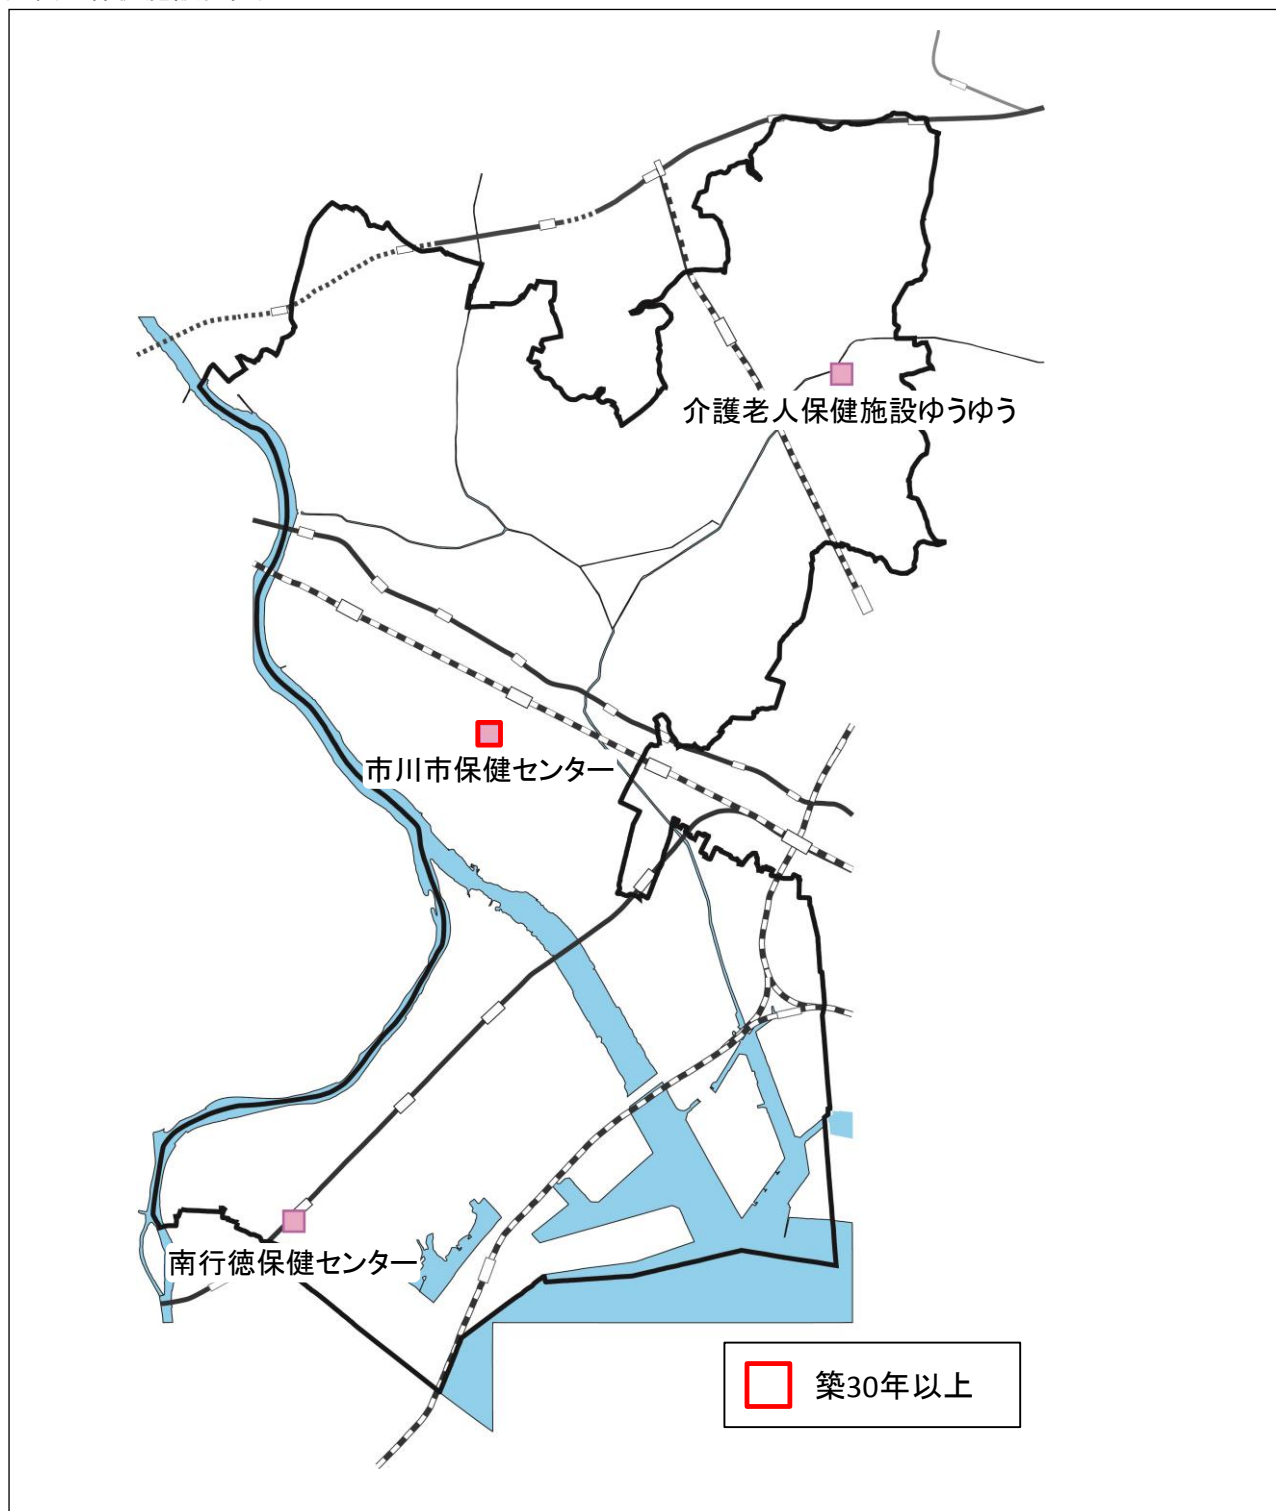 介護老人保健施設ゆうゆう
市川市保健センター
南行徳保健センター
築30年以上